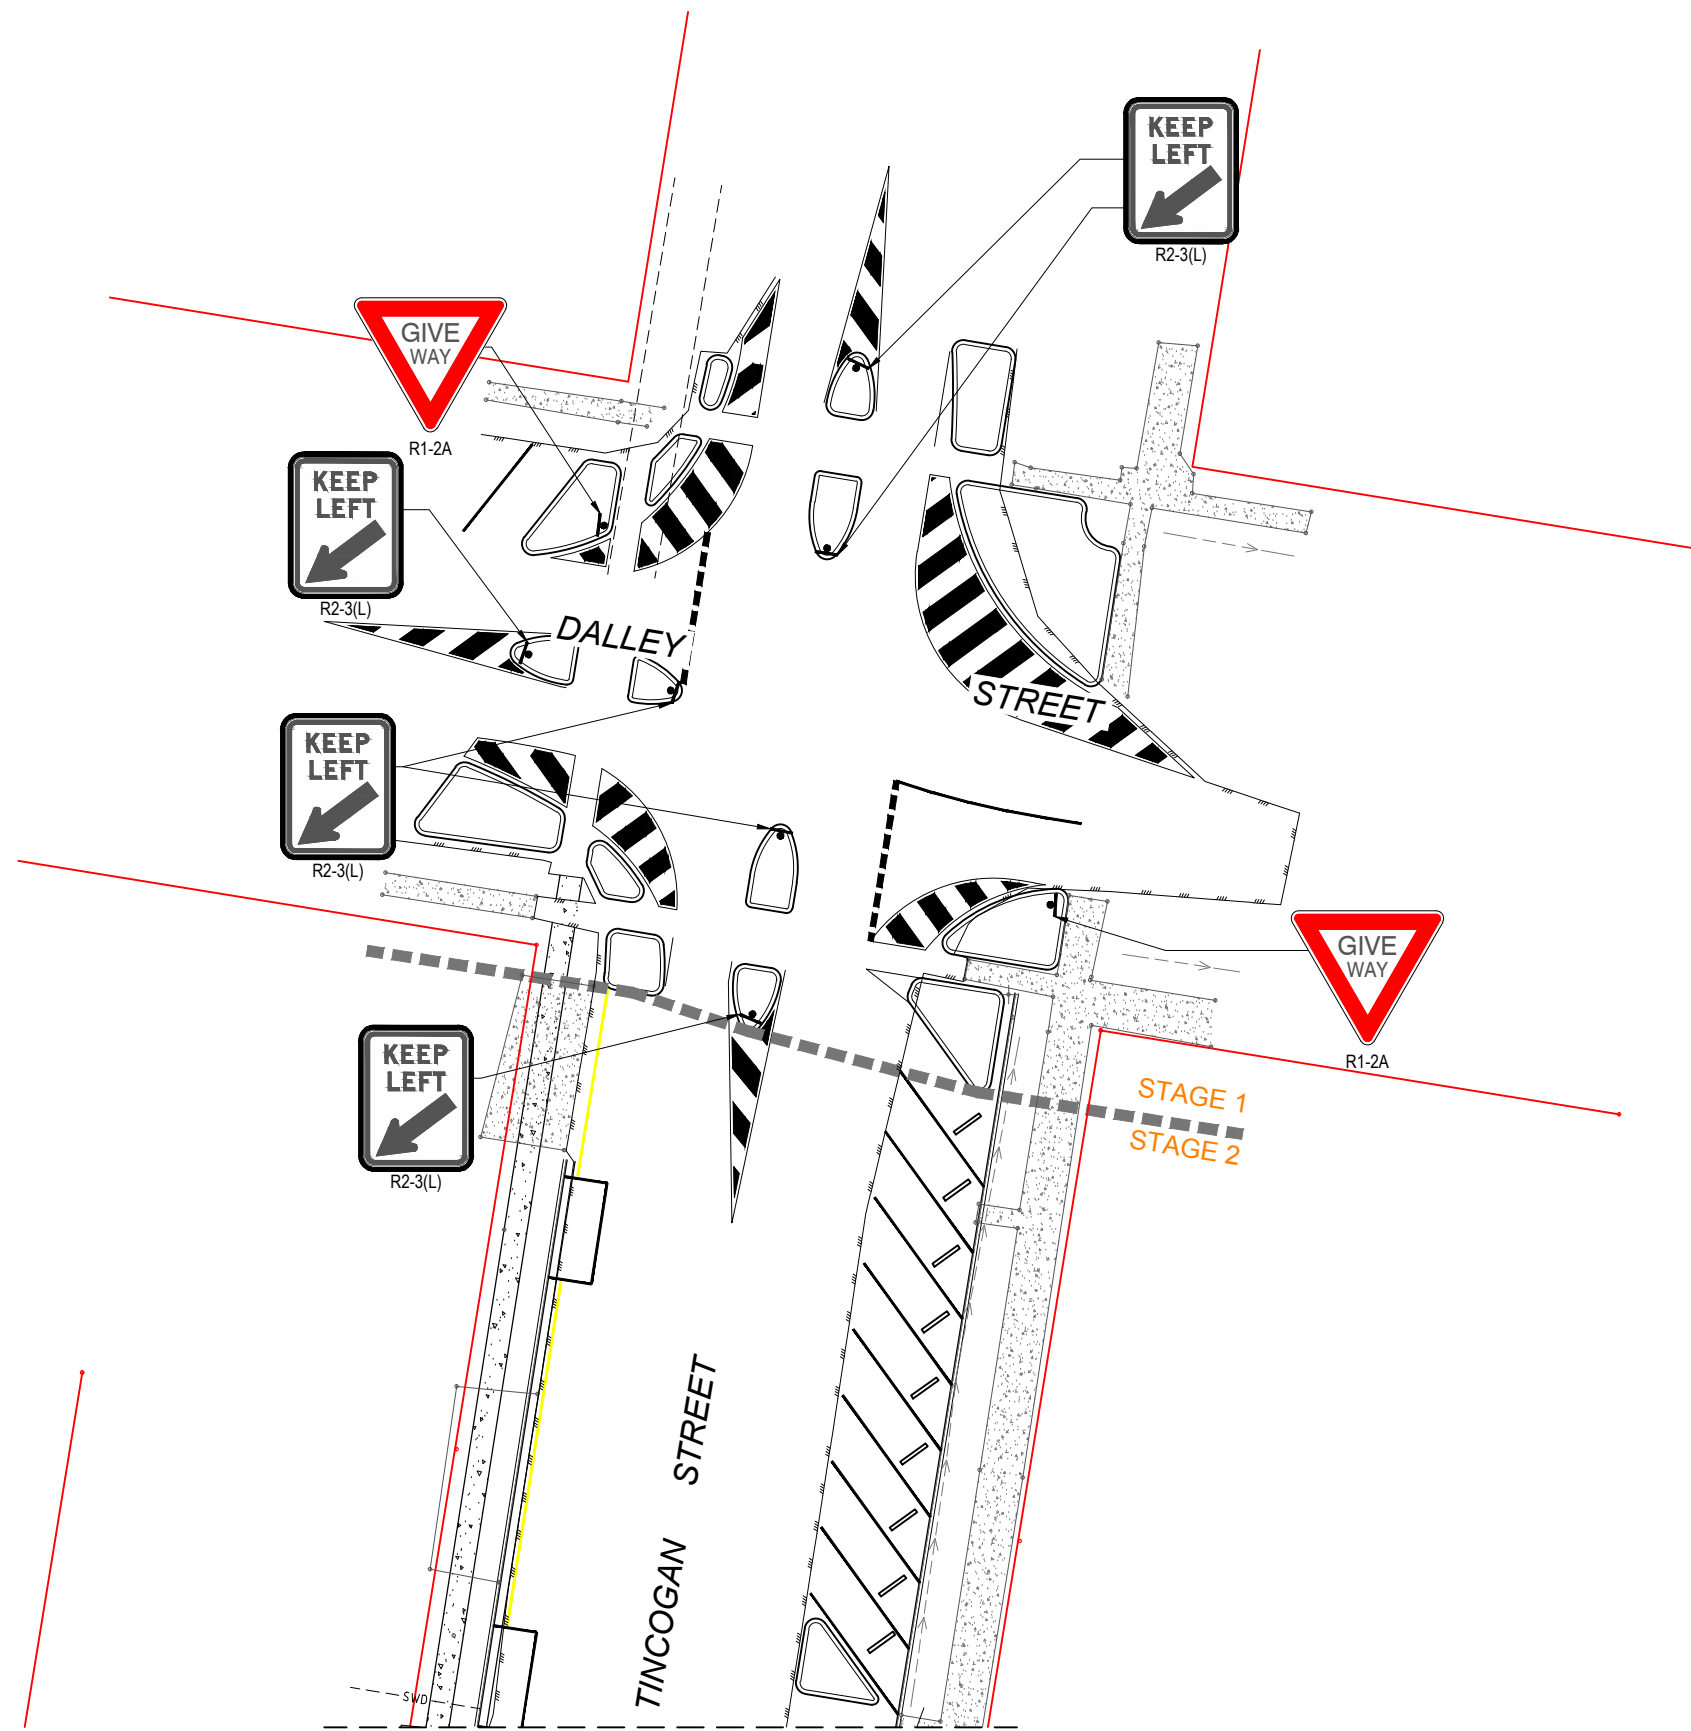 KEEP
LEFT
R2-3(L)
GIVE
WAY
R1-2A
KEEP
LEFT
R2-3(L)
DALLEY
STREET
KEEP
LEFT
R2-3(L)
GIVE
WAY
R1-2A
KEEP
LEFT
R2-3(L)
STAGE 1
STAGE 2
TINCOGAN STREET
SWD